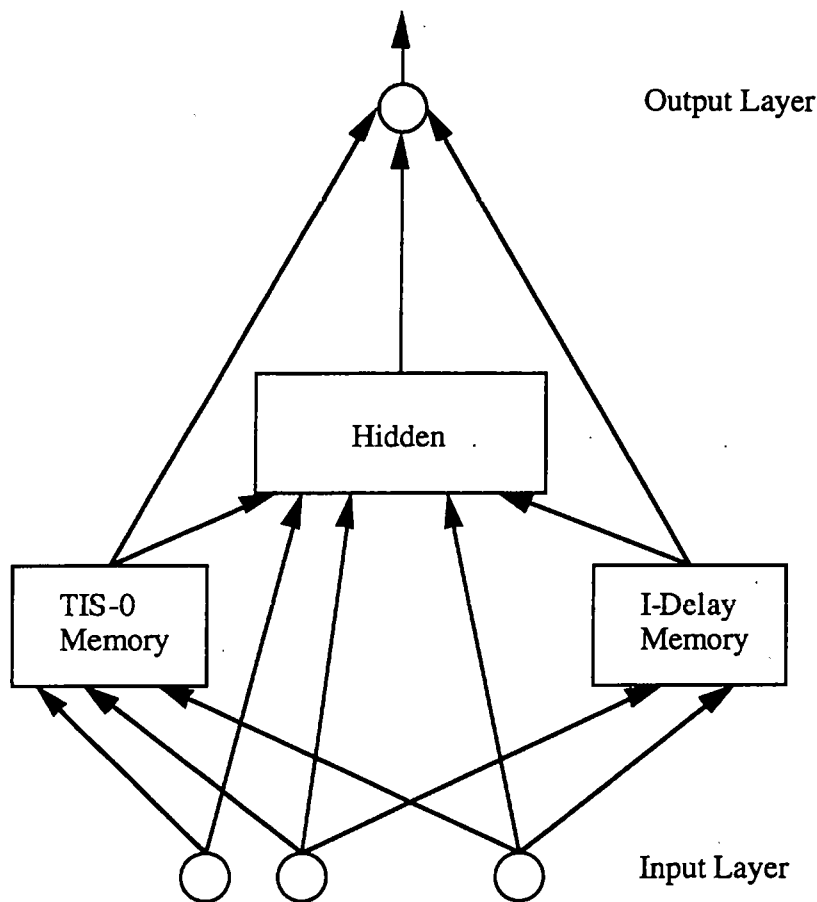 Output Layer
Hidden
TIS-0
Memory
I-Delay
Memory
Input Layer